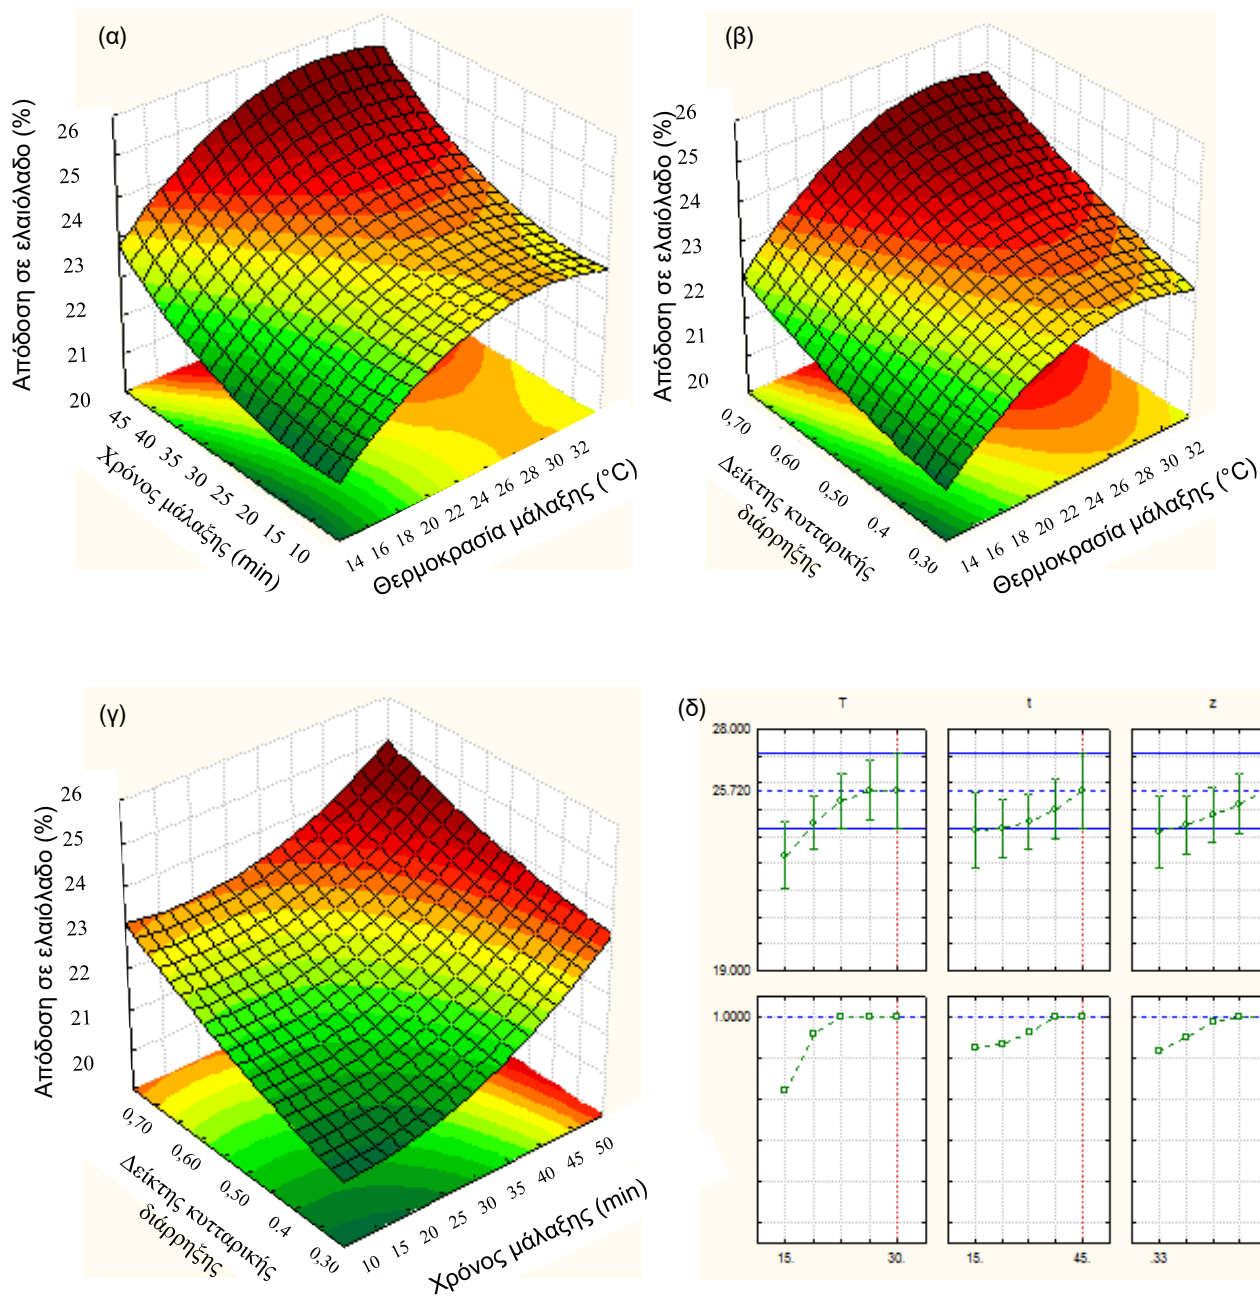 (α)
Απόδοση σε ελαιόλαδο (%)
26
25
24
23
22
21
20
45 40 35 30 25 20 15 10
Χρόνος μάλαξης (min)
14 16 18 20 22 24 26 28 30 32
Θερμοκρασία μάλαξης (°C)
(β)
Απόδοση σε ελαιόλαδο (%)
26
25
24
23
22
21
20
0,70 0,60 0,50 0.4 0,30
Δείκτης κυτταρικής
διάρρηξης
14 16 18 20 22 24 26 28 30 32
Θερμοκρασία μάλαξης (°C)
(γ)
Απόδοση σε ελαιόλαδο (%)
26
25
24
23
22
21
20
0,70 0,60 0,50 0.4 0,30
Δείκτης κυτταρικής
διάρρηξης
10 15 20 25 30 35 40 45 50
Χρόνος μάλαξης (min)
(δ)
T t z
28.000
25.720
19.000
1.0000
15. 30. 15. 45. .33